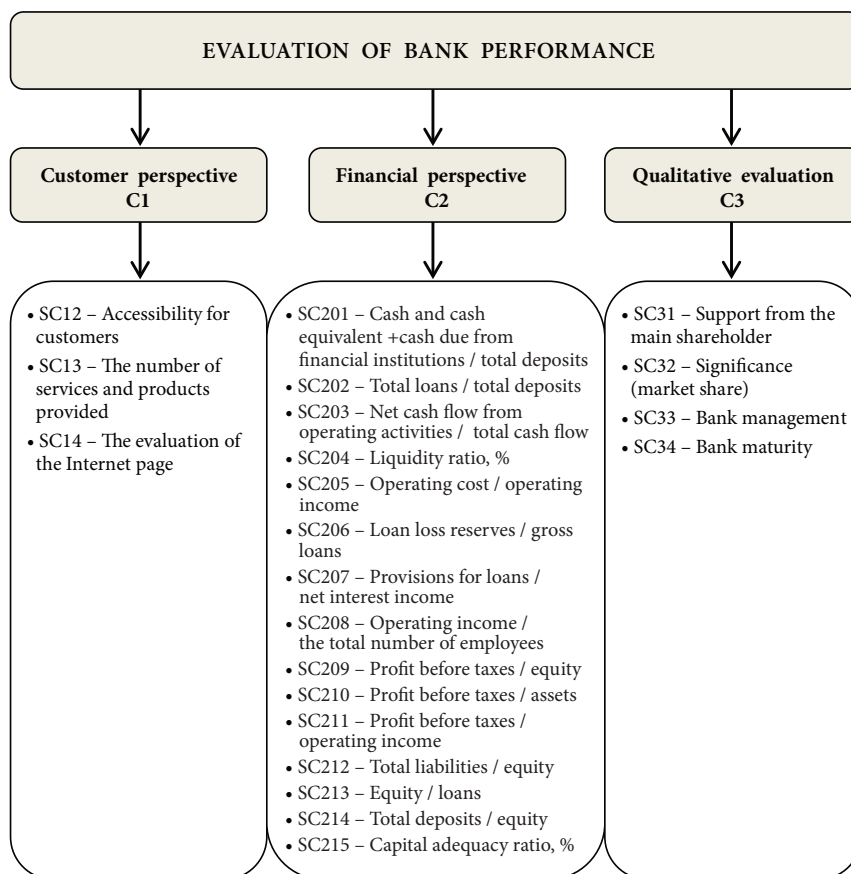 EVALUATION OF BANK PERFORMANCE
Customer perspective
C1
Financial perspective
C2
Qualitative evaluation
C3
• SC12 – Accessibility for
customers
• SC13 – The number of
services and products
provided
• SC14 – The evaluation of
the Internet page
• SC201 – Cash and cash
equivalent +cash due from
financial institutions / total deposits
• SC202 – Total loans / total deposits
• SC203 – Net cash flow from
operating activities / total cash flow
• SC204 – Liquidity ratio, %
• SC205 – Operating cost / operating
income
• SC206 – Loan loss reserves / gross
loans
• SC207 – Provisions for loans /
net interest income
• SC208 – Operating income /
the total number of employees
• SC209 – Profit before taxes / equity
• SC210 – Profit before taxes / assets
• SC211 – Profit before taxes /
operating income
• SC212 – Total liabilities / equity
• SC213 – Equity / loans
• SC214 – Total deposits / equity
• SC215 – Capital adequacy ratio, %
• SC31 – Support from the
main shareholder
• SC32 – Significance
(market share)
• SC33 – Bank management
• SC34 – Bank maturity